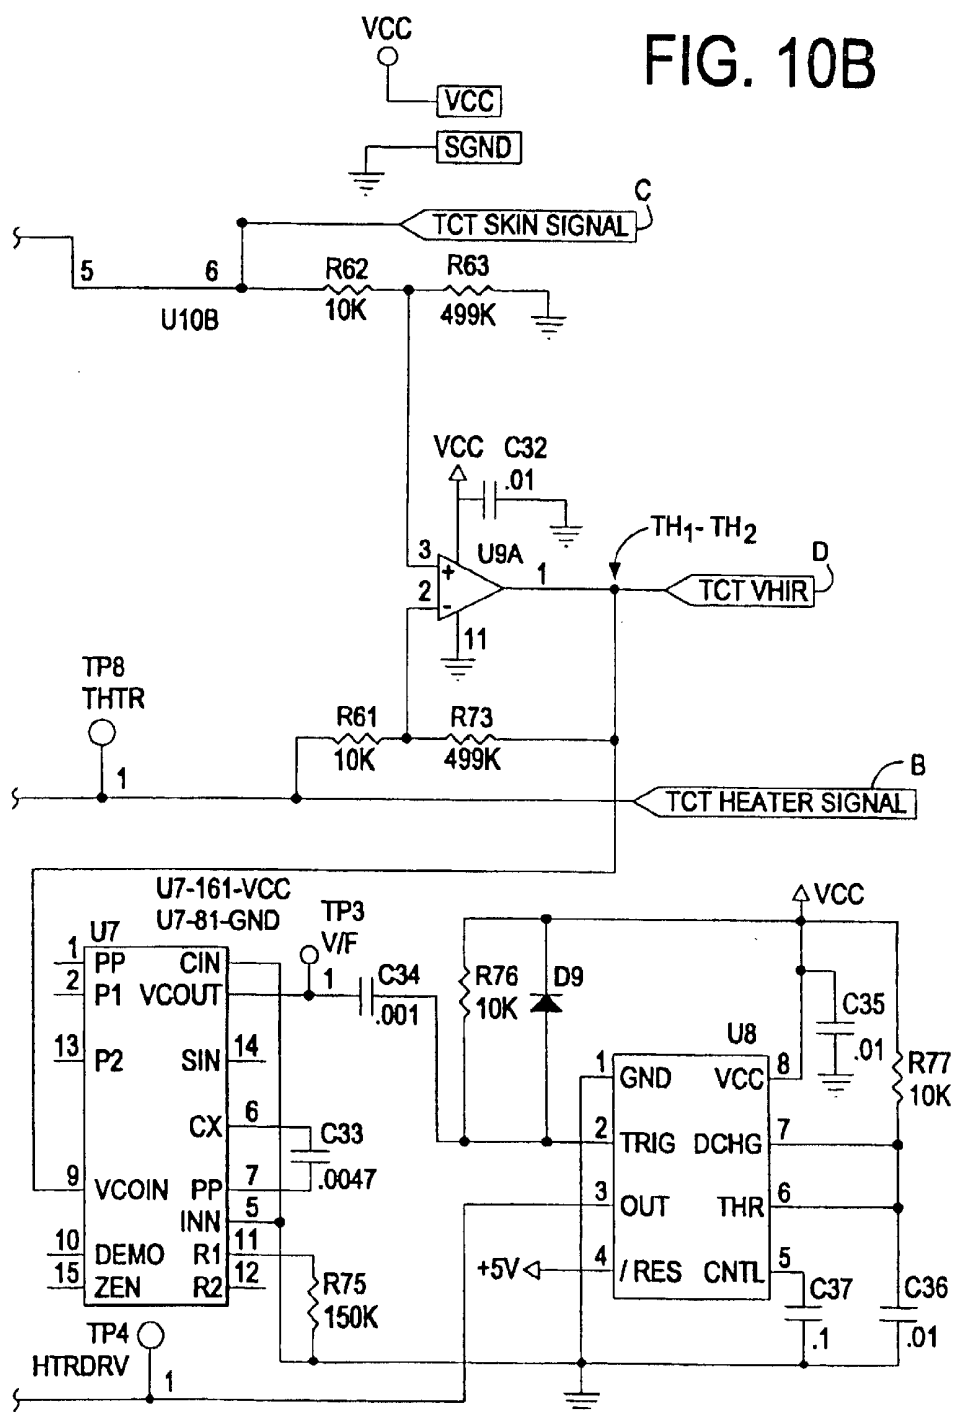 FIG. 10B
VCC
VCC
SGND
C
TCT SKIN SIGNAL
5
6
U10B
R62
10K
R63
499K
VCC
C32
.01
3
+
2
-
U9A
1
11
TH1- TH2
D
TCT VHIR
TP8
THTR
1
R61
10K
R73
499K
B
TCT HEATER SIGNAL
U7-161-VCC
U7-81-GND
U7
TP3
V/F
1
1
PP
CIN
2
P1
VCOUT
13
P2
SIN
14
CX
6
9
VCOIN
PP
7
INN
5
10
DEMO
R1
11
15
ZEN
R2
12
C34
.001
C33
.0047
R75
150K
R76
10K
D9
VCC
C35
.01
R77
10K
U8
1
GND
VCC
8
2
TRIG
DCHG
7
3
OUT
THR
6
+5V
4
/RES
CNTL
5
C37
.1
C36
.01
TP4
HTRDRV
1